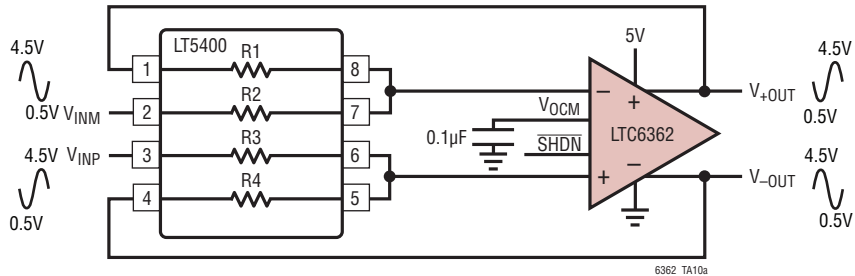 LT5400
R1
R2
R3
R4
1
2
3
4
8
7
6
5
4.5V
0.5V
V_INM
4.5V
0.5V
V_INP
5V
V_OCM
0.1µF
SHDN
LTC6362
–
+
+
–
4.5V
0.5V
V_+OUT
4.5V
0.5V
V_–OUT
6362 TA10a